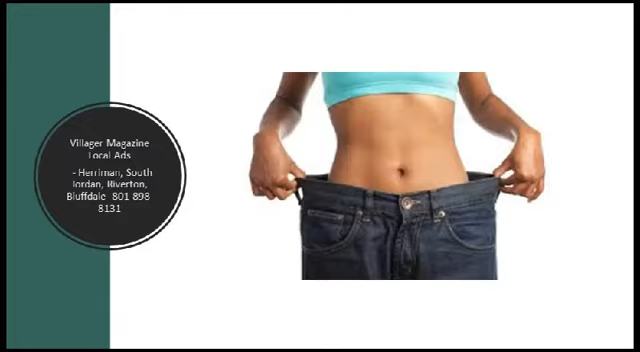 Villager Magazine
Local Ads
- Herriman, South
Jordan, Riverton,
Bluffdale 801 898
8131